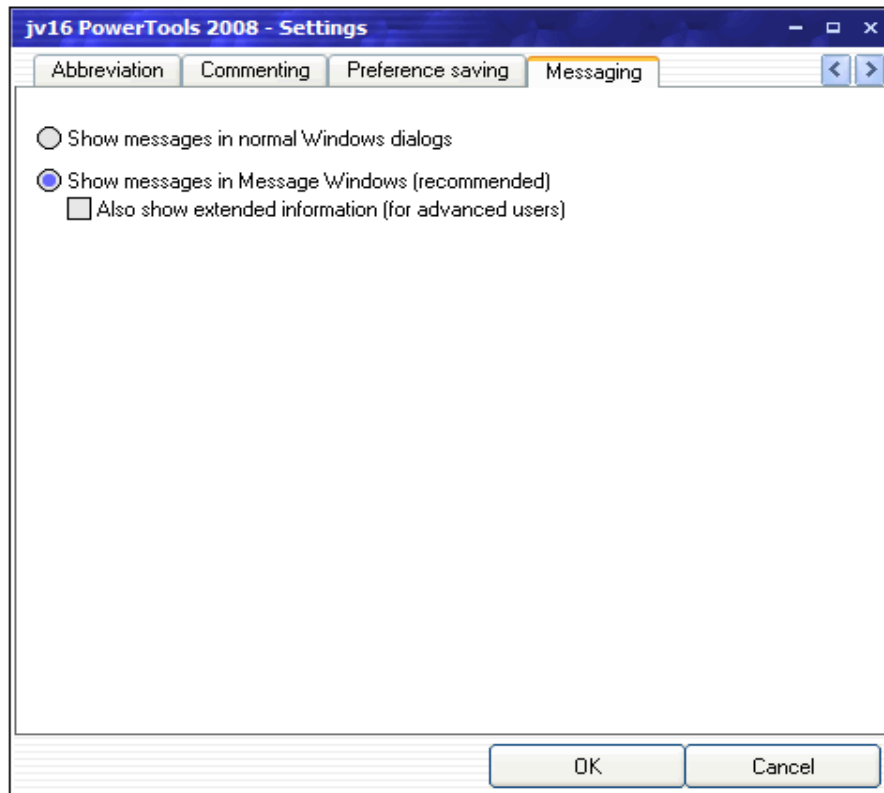 jv16 PowerTools 2008 - Settings
Abbreviation Commenting Preference saving Messaging
Show messages in normal Windows dialogs
Show messages in Message Windows (recommended)
Also show extended information (for advanced users)
OK Cancel